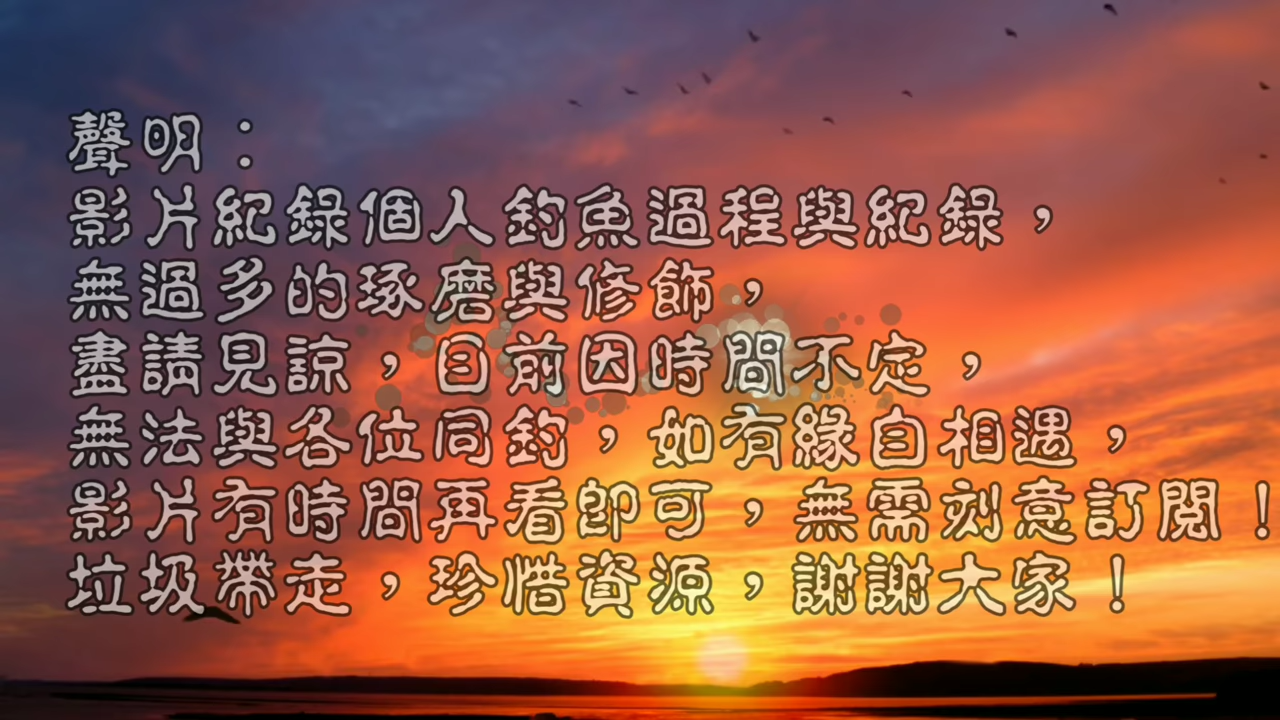 聲明：
影片紀錄個人釣魚過程與紀錄，
無過多的琢磨與修飾，
盡請見諒，目前因時間不定，
無法與各位同釣，如有緣自相遇，
影片有時間再看即可，無需刻意訂閱！
垃圾帶走，珍惜資源，謝謝大家！